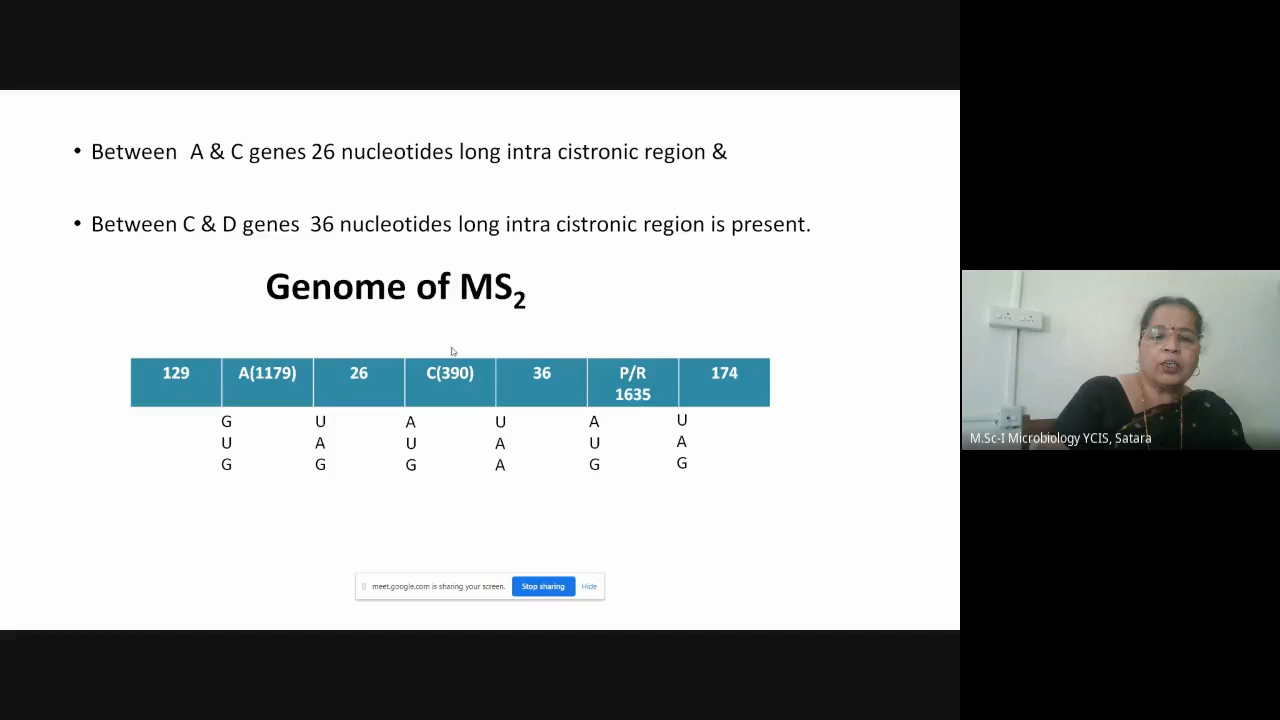 • Between A & C genes 26 nucleotides long intra cistronic region &
• Between C & D genes 36 nucleotides long intra cistronic region is present.
Genome of MS2
129 A(1179) 26 C(390) 36 P/R 1635 174
G U A U A U
U A U A U A
G G G A G G
meet.google.com is sharing your screen. Stop sharing Hide
M.Sc-I Microbiology YCIS, Satara